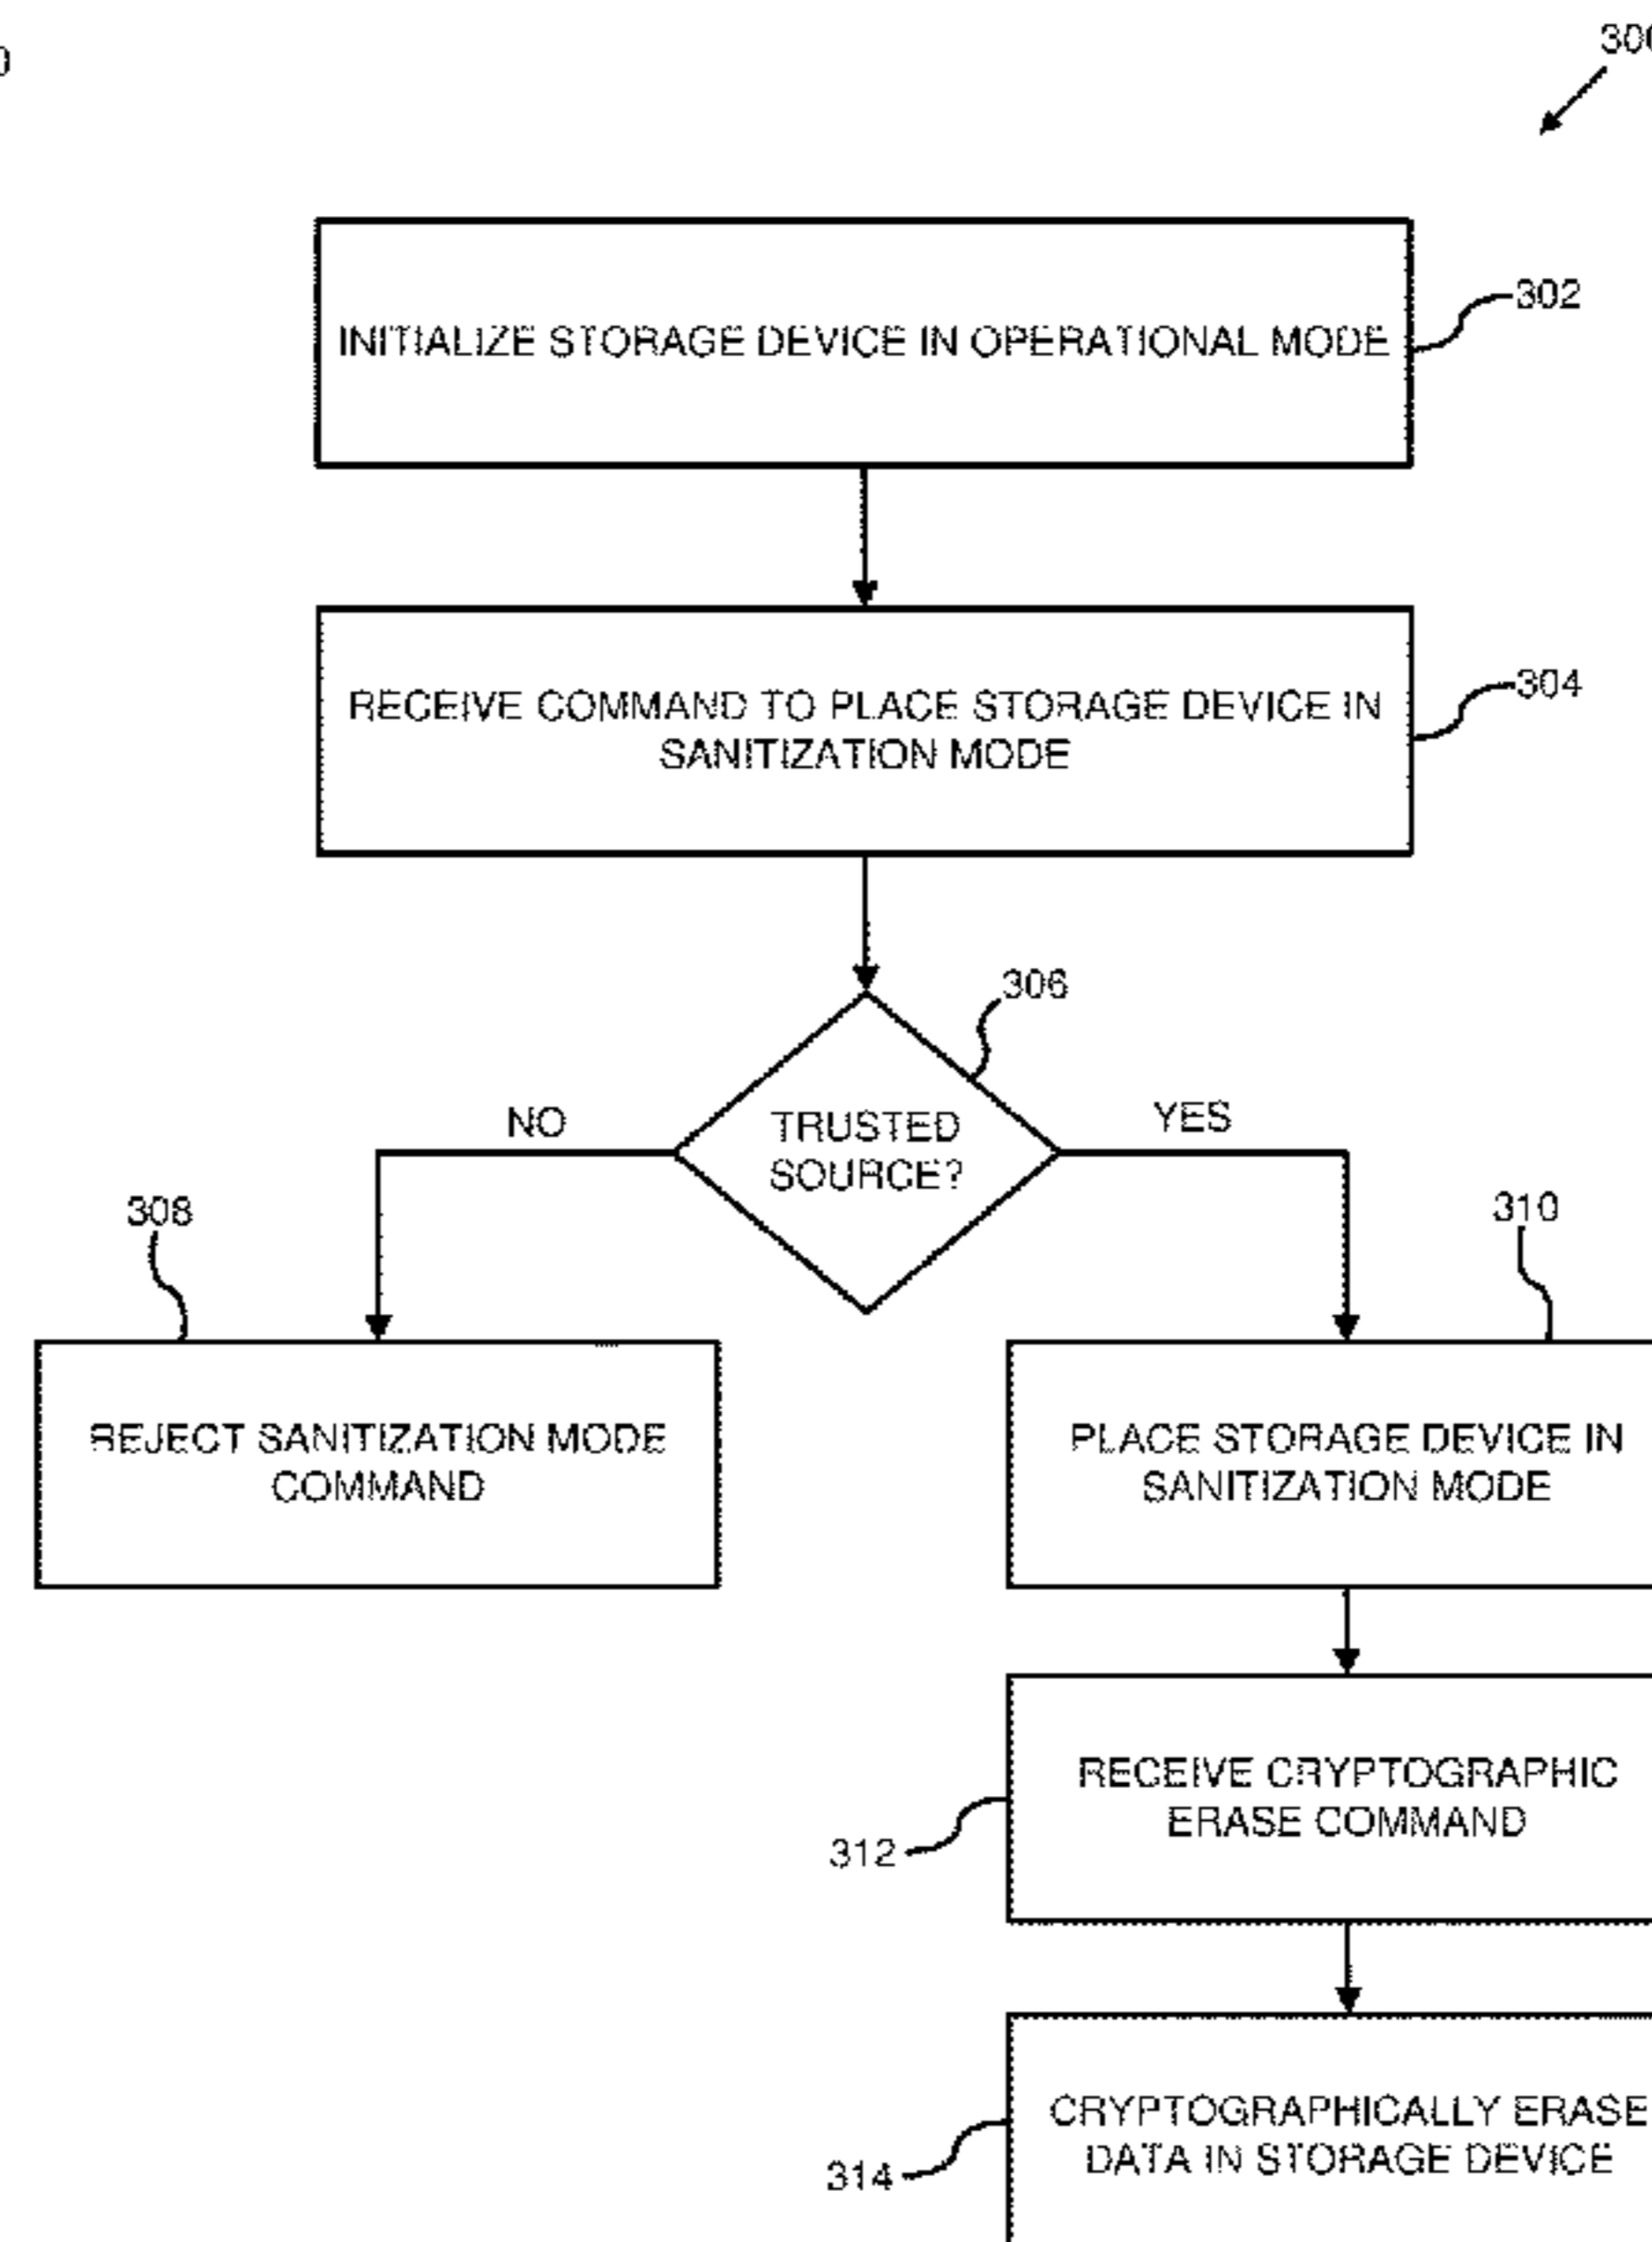 0
300
INITIALIZE STORAGE DEVICE IN OPERATIONAL MODE
302
RECEIVE COMMAND TO PLACE STORAGE DEVICE IN
SANITIZATION MODE
304
306
TRUSTED
SOURCE?
NO
YES
308
310
REJECT SANITIZATION MODE
COMMAND
PLACE STORAGE DEVICE IN
SANITIZATION MODE
RECEIVE CRYPTOGRAPHIC
ERASE COMMAND
312
CRYPTOGRAPHICALLY ERASE
DATA IN STORAGE DEVICE
314